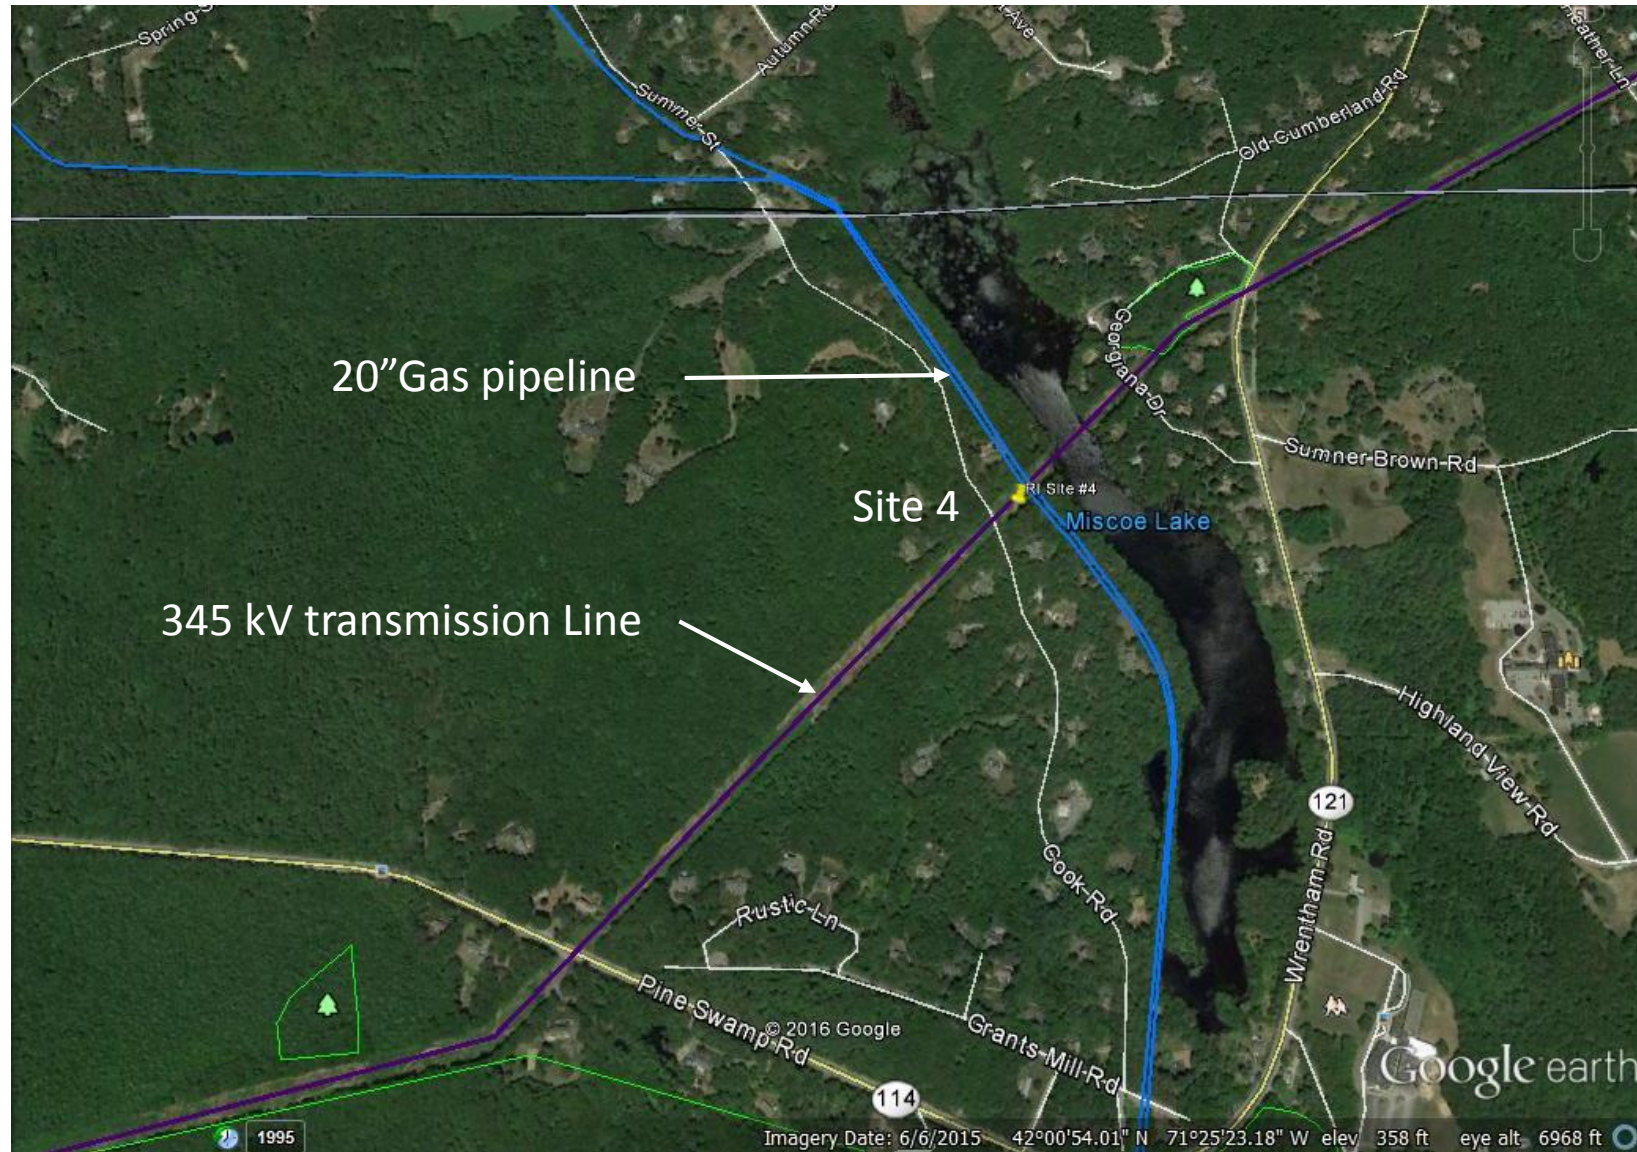 Spring-S
Autumn-Rd
-Ave
Heather-Ln
Summer-St
Old-Cumberland-Rd
Georgiana-Dr
20”Gas pipeline
Sumner-Brown-Rd
Site 4
RI Site #4
Miscoe Lake
345 kV transmission Line
Highland-View-Rd
121
Cook-Rd
Rustic-Ln
Wrentham-Rd
Pine-Swamp-Rd
© 2016 Google
Grants-Mill-Rd
Google earth
114
1995
Imagery Date: 6/6/2015 42°00'54.01" N 71°25'23.18" W elev 358 ft eye alt 6968 ft